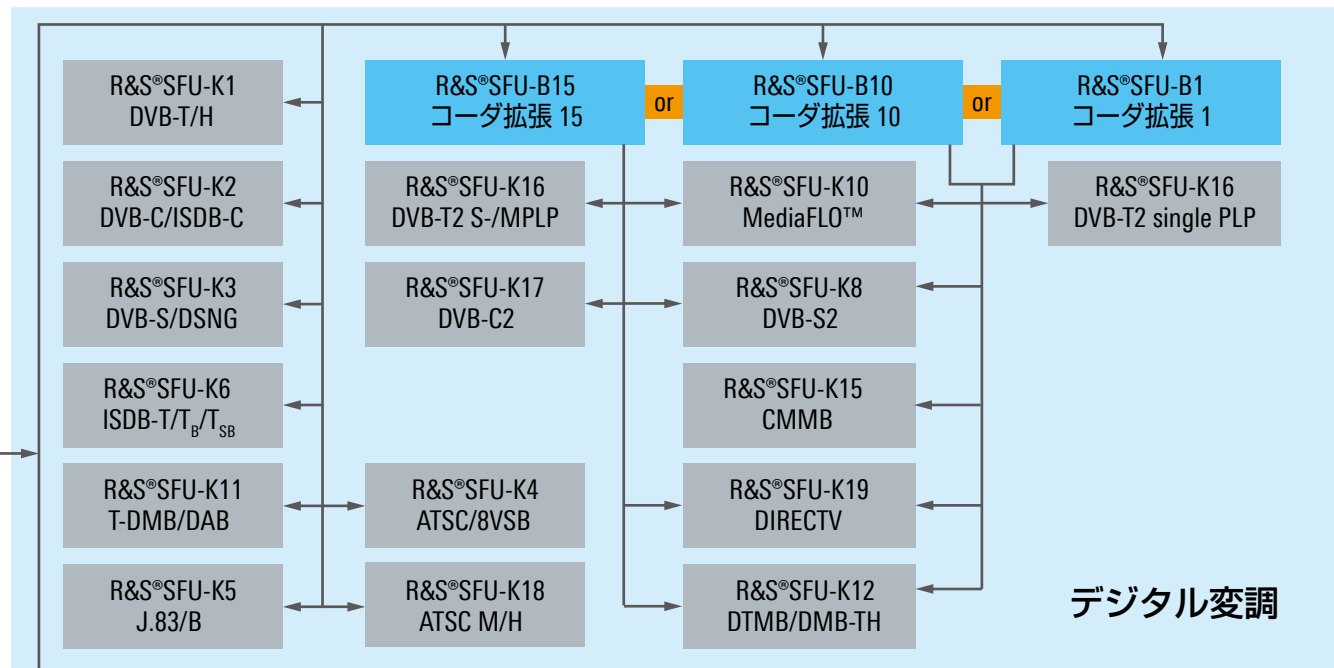 R&S®SFU-K1
DVB-T/H
R&S®SFU-B15
コーダ拡張 15
or
R&S®SFU-B10
コーダ拡張 10
or
R&S®SFU-B1
コーダ拡張 1
R&S®SFU-K2
DVB-C/ISDB-C
R&S®SFU-K16
DVB-T2 S-/MPLP
R&S®SFU-K10
MediaFLO™
R&S®SFU-K16
DVB-T2 single PLP
R&S®SFU-K3
DVB-S/DSNG
R&S®SFU-K17
DVB-C2
R&S®SFU-K8
DVB-S2
R&S®SFU-K6
ISDB-T/T_B/T_SB
R&S®SFU-K15
CMMB
R&S®SFU-K11
T-DMB/DAB
R&S®SFU-K4
ATSC/8VSB
R&S®SFU-K19
DIRECTV
R&S®SFU-K5
J.83/B
R&S®SFU-K18
ATSC M/H
R&S®SFU-K12
DTMB/DMB-TH
デジタル変調